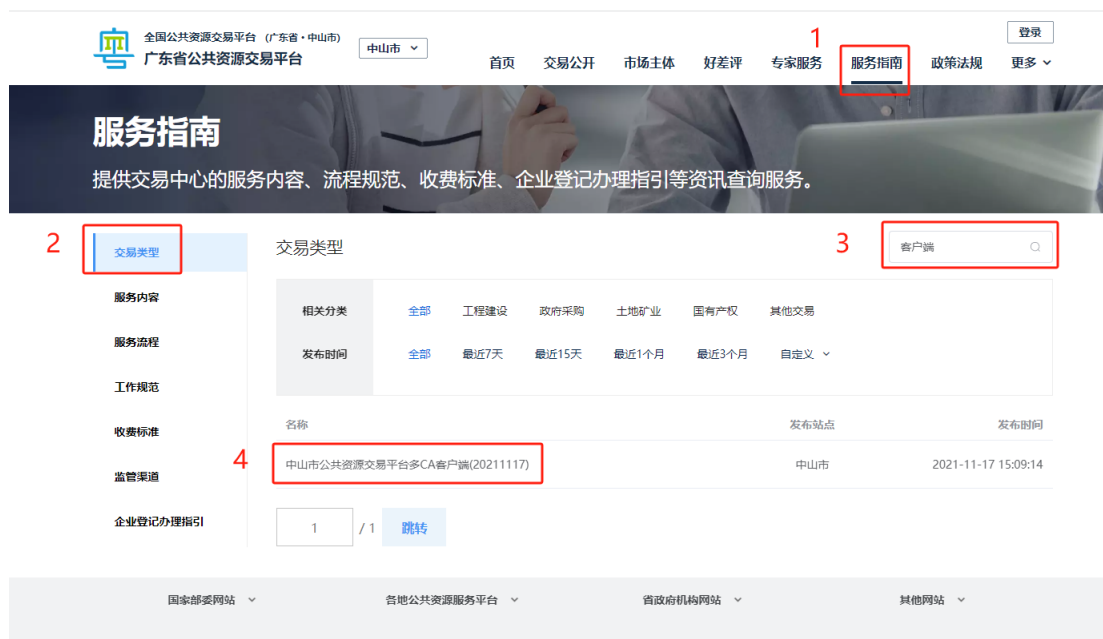 全国公共资源交易平台 (广东省·中山市)
广东省公共资源交易平台
中山市
登录
1
首页 交易公开 市场主体 好差评 专家服务 服务指南 政策法规 更多
服务指南
提供交易中心的服务内容、流程规范、收费标准、企业登记办理指引等资讯查询服务。
2
交易类型
服务内容
服务流程
工作规范
收费标准
监管渠道
企业登记办理指引
交易类型
3
客户端
相关分类 全部 工程建设 政府采购 土地矿业 国有产权 其他交易
发布时间 全部 最近7天 最近15天 最近1个月 最近3个月 自定义
名称 发布站点 发布时间
4
中山市公共资源交易平台多CA客户端(20211117) 中山市 2021-11-17 15:09:14
1 / 1 跳转
国家部委网站 各地公共资源服务平台 省政府机构网站 其他网站